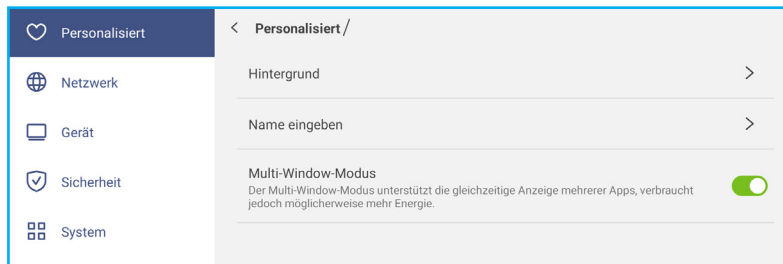 Personalisiert
Netzwerk
Gerät
Sicherheit
System
< Personalisiert /
Hintergrund
Name eingeben
Multi-Window-Modus
Der Multi-Window-Modus unterstützt die gleichzeitige Anzeige mehrerer Apps, verbraucht
jedoch möglicherweise mehr Energie.